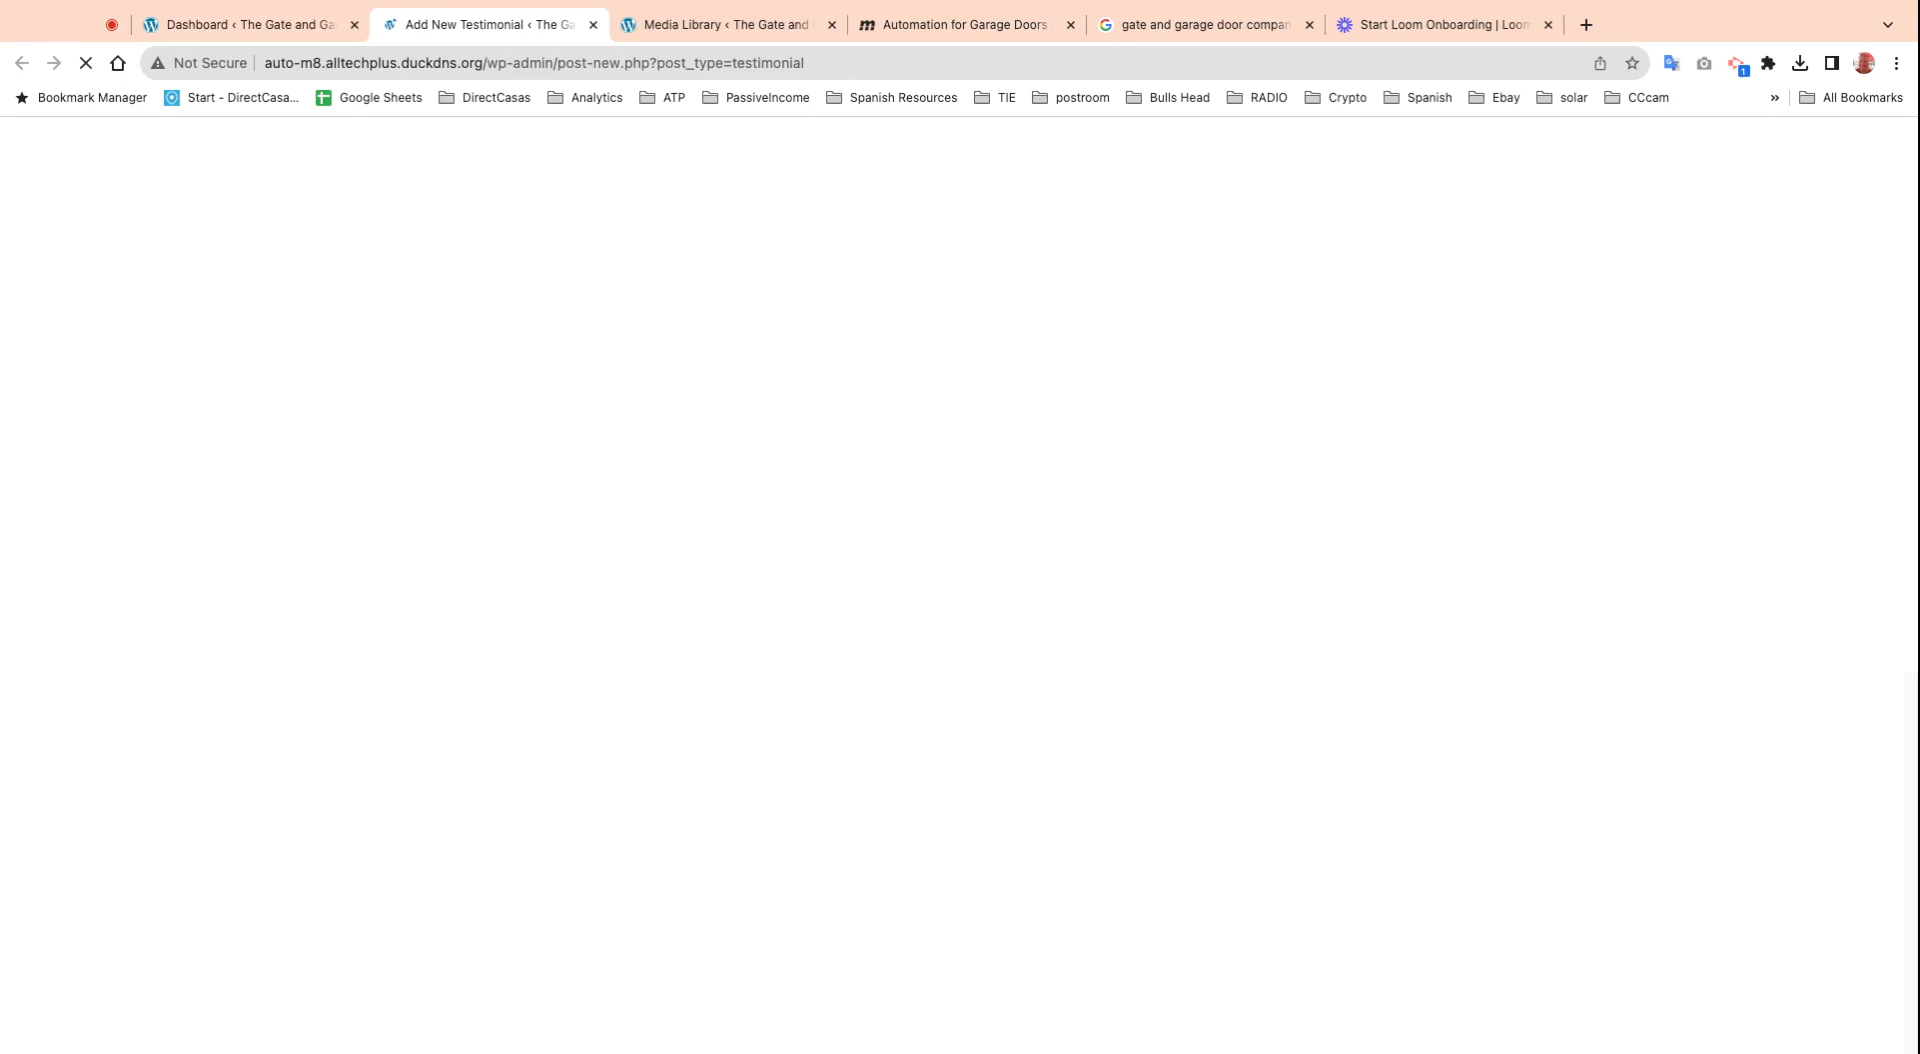 Dashboard ‹ The Gate and Ga
Add New Testimonial ‹ The Ga
Media Library ‹ The Gate and
Automation for Garage Doors
gate and garage door compan
Start Loom Onboarding | Loom
Not Secure
auto-m8.alltechplus.duckdns.org/wp-admin/post-new.php?post_type=testimonial
1
Bookmark Manager
Start - DirectCasa...
Google Sheets
DirectCasas
Analytics
ATP
PassiveIncome
Spanish Resources
TIE
postroom
Bulls Head
RADIO
Crypto
Spanish
Ebay
solar
CCcam
»
All Bookmarks